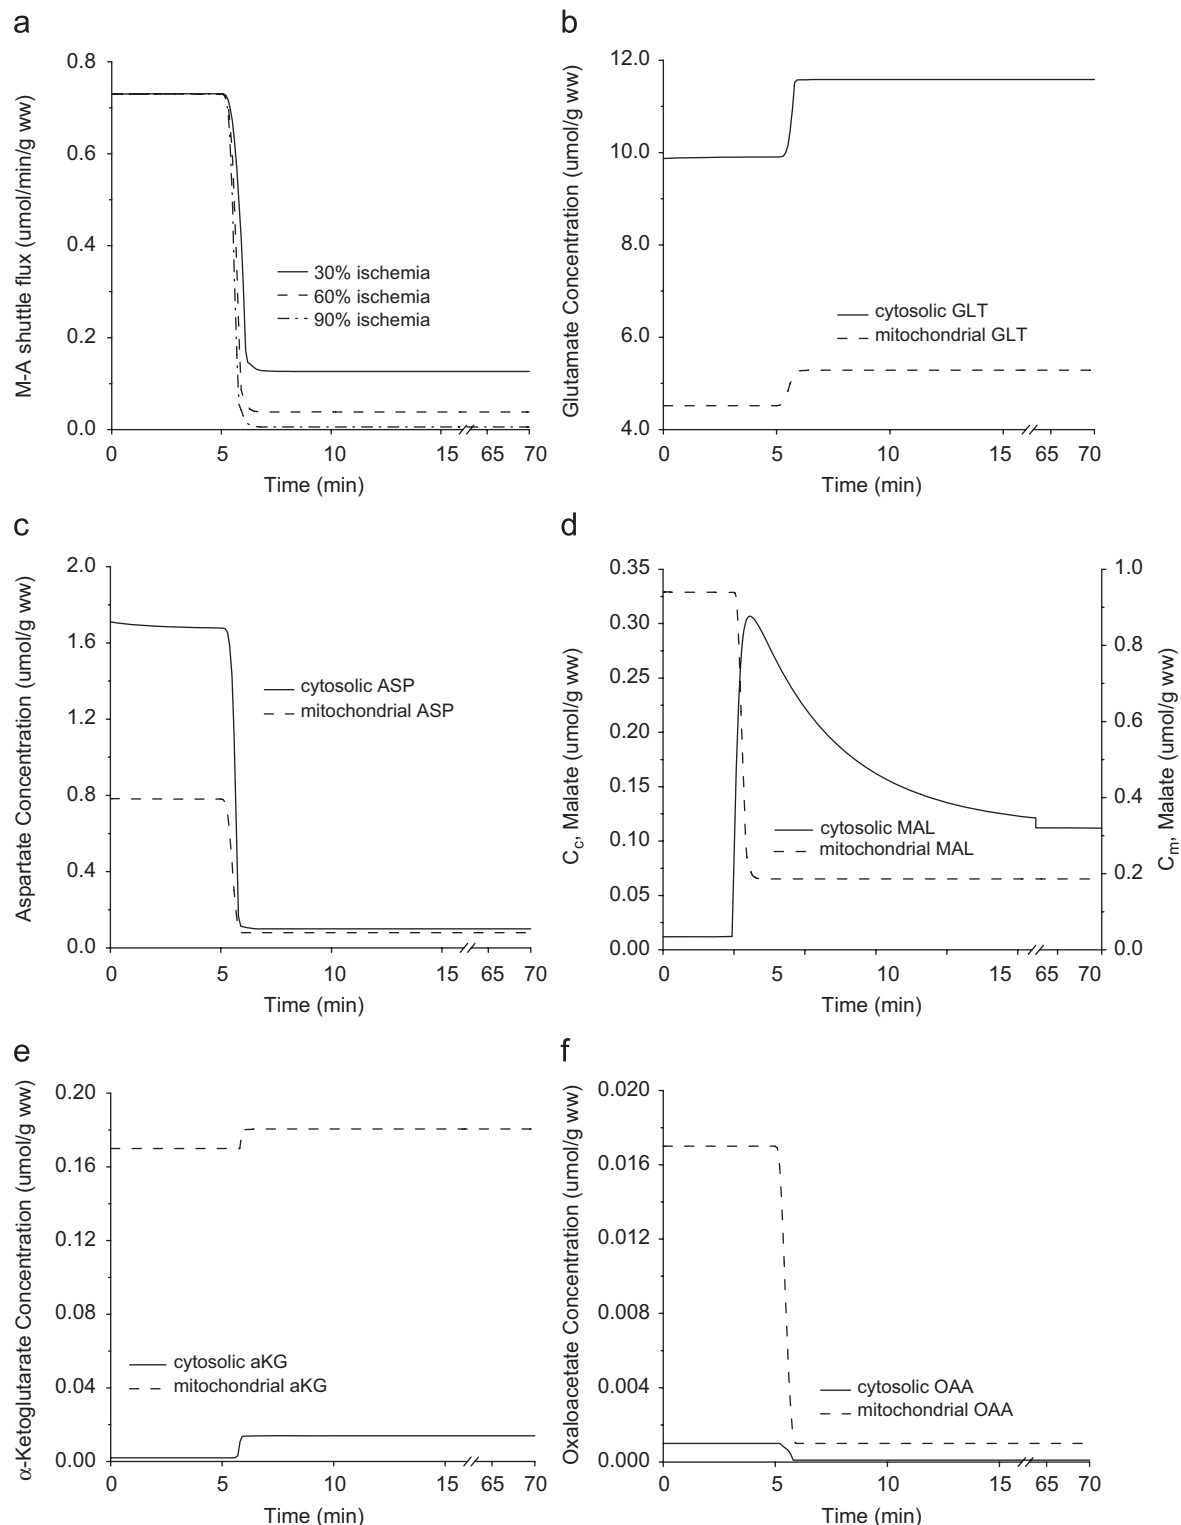 a
M-A shuttle flux (umol/min/g ww)
0.8
0.6
0.4
0.2
0.0
30% ischemia
60% ischemia
90% ischemia
0 5 10 15 65 70
Time (min)
b
Glutamate Concentration (umol/g ww)
12.0
10.0
8.0
6.0
4.0
cytosolic GLT
mitochondrial GLT
0 5 10 15 65 70
Time (min)
c
Aspartate Concentration (umol/g ww)
2.0
1.6
1.2
0.8
0.4
0.0
cytosolic ASP
mitochondrial ASP
0 5 10 15 65 70
Time (min)
d
C_c, Malate (umol/g ww)
0.35
0.30
0.25
0.20
0.15
0.10
0.05
0.00
cytosolic MAL
mitochondrial MAL
1.0
0.8
0.6
0.4
0.2
0.0
C_m, Malate (umol/g ww)
0 5 10 15 65 70
Time (min)
e
α-Ketoglutarate Concentration (umol/g ww)
0.20
0.16
0.12
0.08
0.04
0.00
cytosolic aKG
mitochondrial aKG
0 5 10 15 65 70
Time (min)
f
Oxaloacetate Concentration (umol/g ww)
0.020
0.016
0.012
0.008
0.004
0.000
cytosolic OAA
mitochondrial OAA
0 5 10 15 65 70
Time (min)